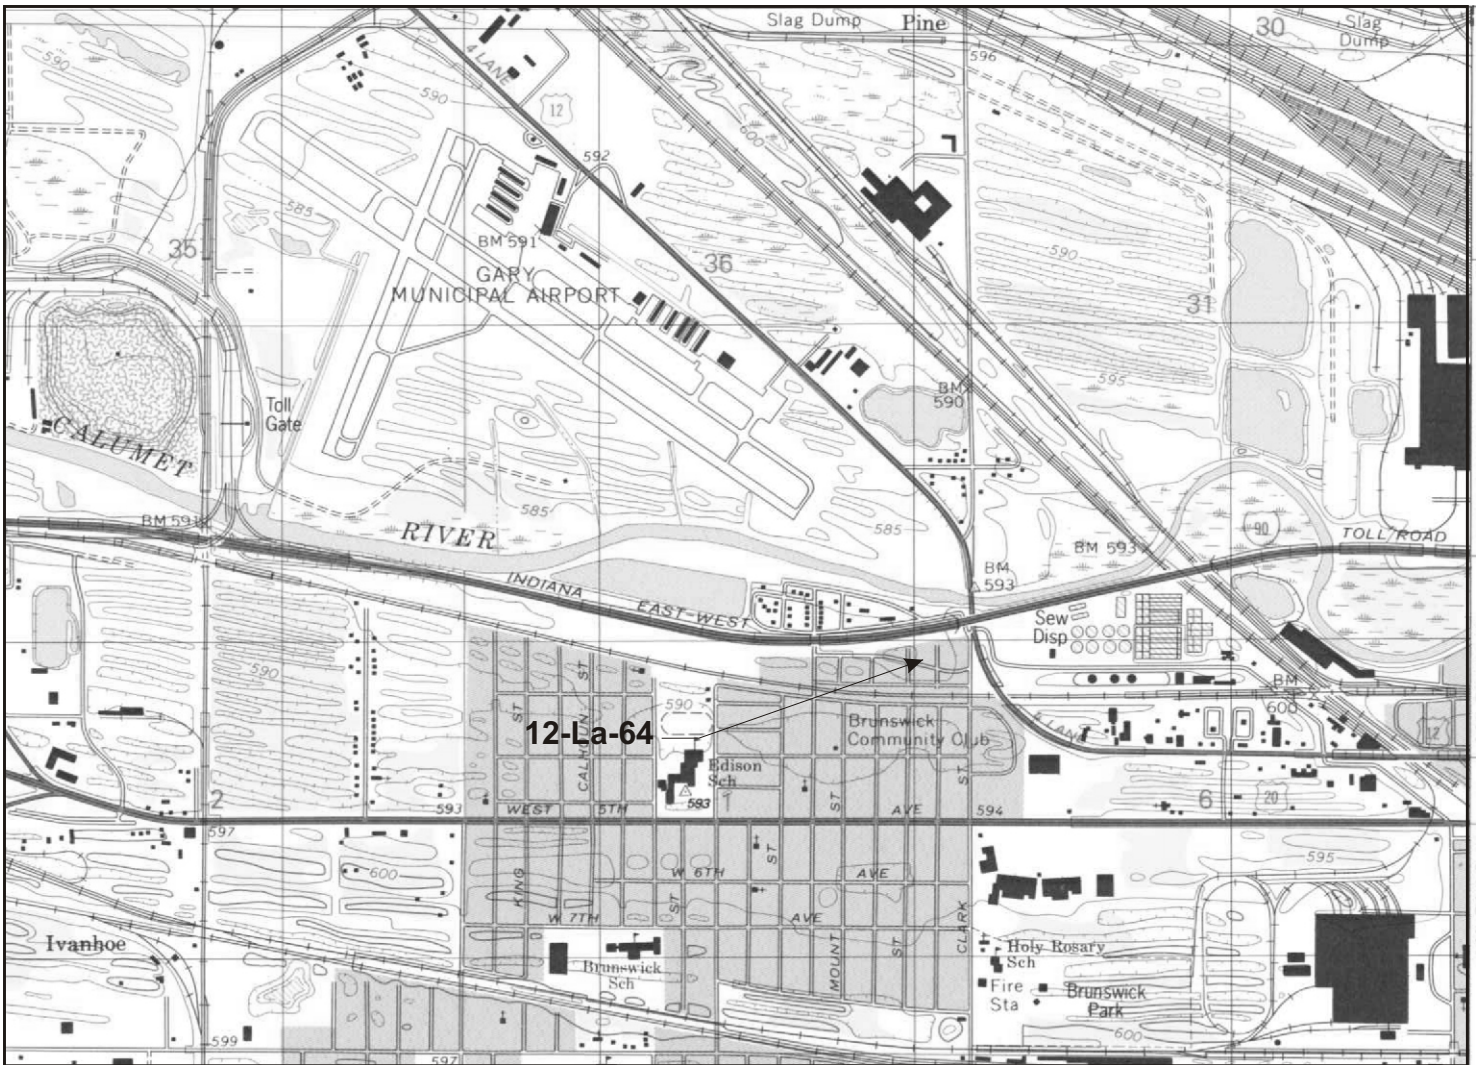 Slag Dump
Pine
30
Slag
Dump
596
590
4 LANE
12
590
600
592
585
35
BM 591
GARY
MUNICIPAL AIRPORT
36
590
31
595
BM
590
Toll
Gate
CALUMET
BM 591
RIVER
585
585
90
TOLL ROAD
BM 593
BM
593
INDIANA
EAST-WEST
Sew
Disp
590
ST
CALHOUN ST
590
12-La-64
Brunswick
Community Club
4 LANE
BM
600
12
Edison
Sch
593
ST
ST
2
593
WEST 5TH AVE
594
6
20
597
600
W 6TH AVE
ST
595
KING
ST
W 7TH AVE
MOUNT
ST
CLARK
Ivanhoe
Brunswick
Sch
Holy Rosary
Sch
Fire
Sta
Brunswick
Park
600
599
597